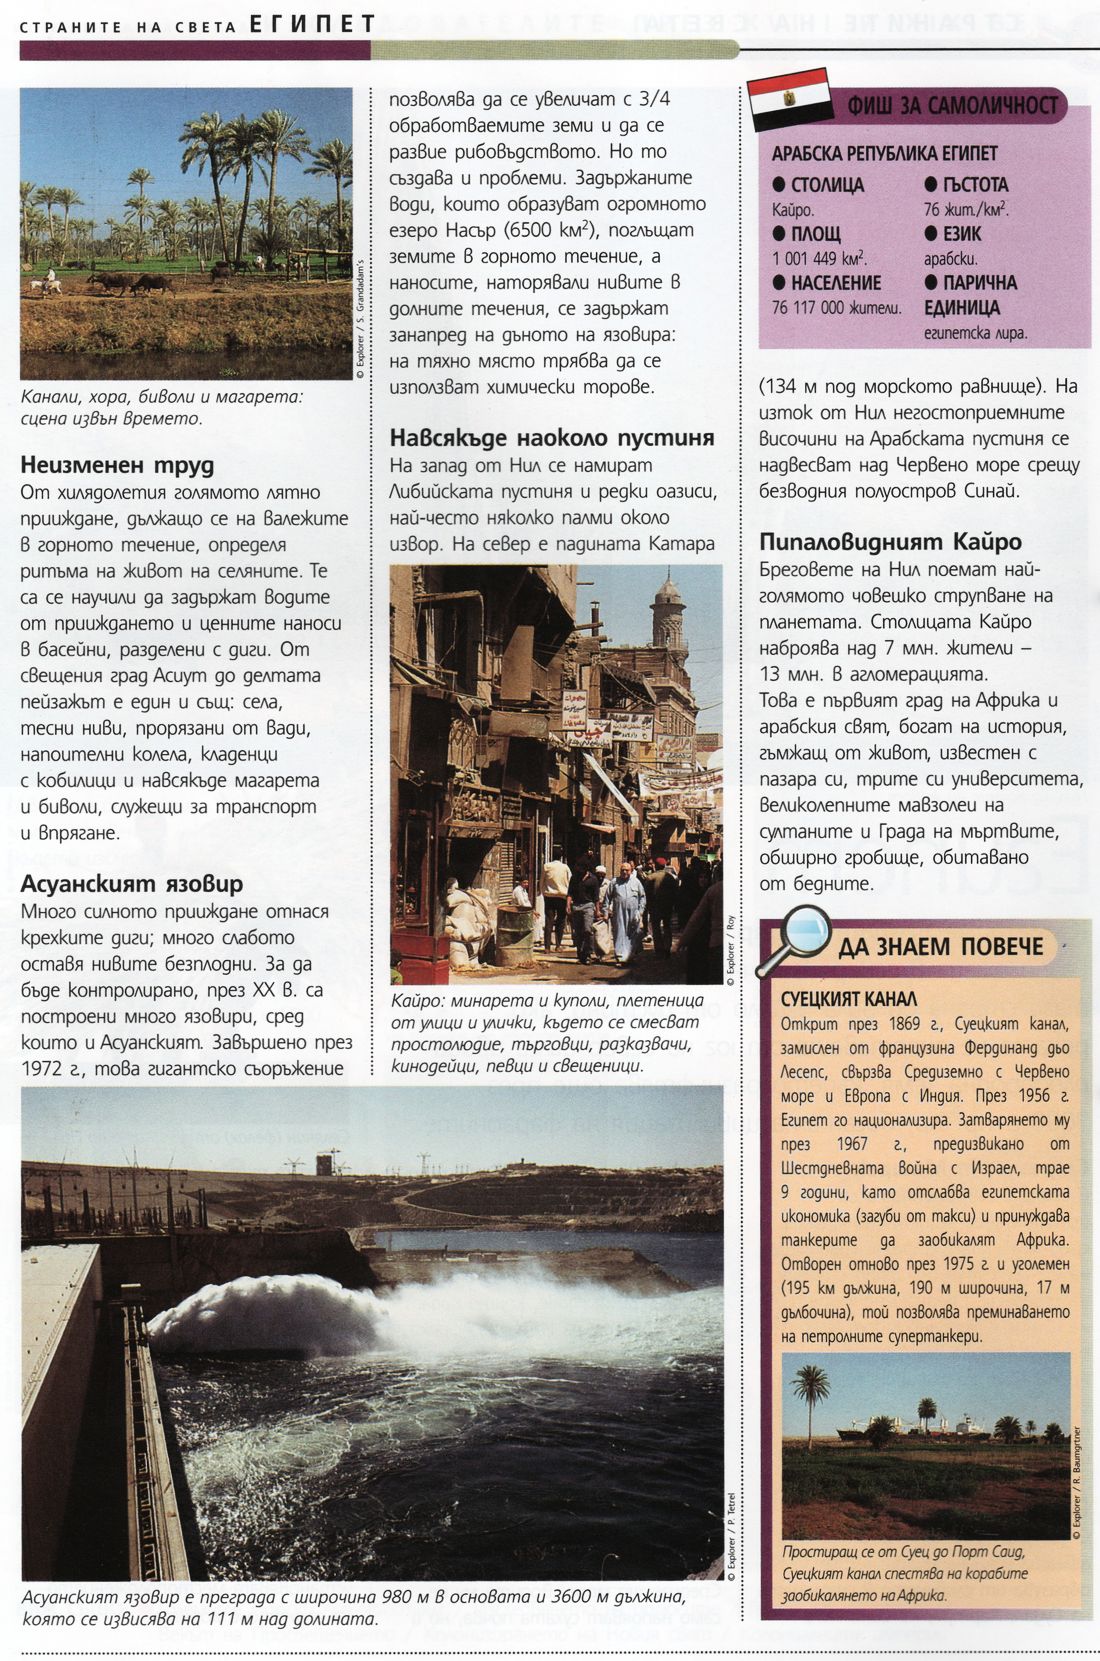 СТРАНИТЕ НА СВЕТА ЕГИПЕТ
© Explorer / S. Grandadam's
Канали, хора, биволи и магарета:
сцена извън времето.
Неизменен труд
От хилядолетия голямото лятно
прииждане, дължащо се на валежите
в горното течение, определя
ритъма на живот на селяните. Те
са се научили да задържат водите
от прииждането и ценните наноси
в басейни, разделени с диги. От
свещения град Асиут до делтата
пейзажът е един и същ: села,
тесни ниви, прорязани от вади,
напоителни колела, кладенци
с кобилици и навсякъде магарета
и биволи, служещи за транспорт
и впрягане.
Асуанският язовир
Много силното прииждане отнася
крехките диги; много слабото
оставя нивите безплодни. За да
бъде контролирано, през XX в. са
построени много язовири, сред
които и Асуанският. Завършено през
1972 г., това гигантско съоръжение
позволява да се увеличат с 3/4
обработваемите земи и да се
развие рибовъдството. Но то
създава и проблеми. Задържаните
води, които образуват огромното
езеро Насър (6500 км²), поглъщат
земите в горното течение, а
наносите, наторявали нивите в
долните течения, се задържат
занапред на дъното на язовира:
на тяхно място трябва да се
използват химически торове.
Навсякъде наоколо пустиня
На запад от Нил се намират
Либийската пустиня и редки оазиси,
най-често няколко палми около
извор. На север е падината Катара
© Explorer / Roy
Кайро: минарета и куполи, плетеница
от улици и улички, където се смесват
простолюдие, търговци, разказвачи,
кинодейци, певци и свещеници.
© Explorer / P. Tetrel
Асуанският язовир е преграда с широчина 980 м в основата и 3600 м дължина,
която се извисява на 111 м над долината.
ФИШ ЗА САМОЛИЧНОСТ
АРАБСКА РЕПУБЛИКА ЕГИПЕТ
● СТОЛИЦА
Кайро.
● ПЛОЩ
1 001 449 км².
● НАСЕЛЕНИЕ
76 117 000 жители.
● ГЪСТОТА
76 жит./км².
● ЕЗИК
арабски.
● ПАРИЧНА
ЕДИНИЦА
египетска лира.
(134 м под морското равнище). На
изток от Нил негостоприемните
височини на Арабската пустиня се
надвесват над Червено море срещу
безводния полуостров Синай.
Пипаловидният Кайро
Бреговете на Нил поемат най-
голямото човешко струпване на
планетата. Столицата Кайро
наброява над 7 млн. жители –
13 млн. в агломерацията.
Това е първият град на Африка и
арабския свят, богат на история,
гъмжащ от живот, известен с
пазара си, трите си университета,
великолепните мавзолеи на
султаните и Града на мъртвите,
обширно гробище, обитавано
от бедните.
ДА ЗНАЕМ ПОВЕЧЕ
СУЕЦКИЯТ КАНАЛ
Открит през 1869 г., Суецкият канал,
замислен от французина Фердинанд дьо
Лесепс, свързва Средиземно с Червено
море и Европа с Индия. През 1956 г.
Египет го национализира. Затварянето му
през 1967 г., предизвикано от
Шестдневната война с Израел, трае
9 години, като отслабва египетската
икономика (загуби от такси) и принуждава
танкерите да заобикалят Африка.
Отворен отново през 1975 г. и уголемен
(195 км дължина, 190 м широчина, 17 м
дълбочина), той позволява преминаването
на петролните супертанкери.
© Explorer / R. Baumgrtner
Простиращ се от Суец до Порт Саид,
Суецкият канал спестява на корабите
заобикалянето на Африка.